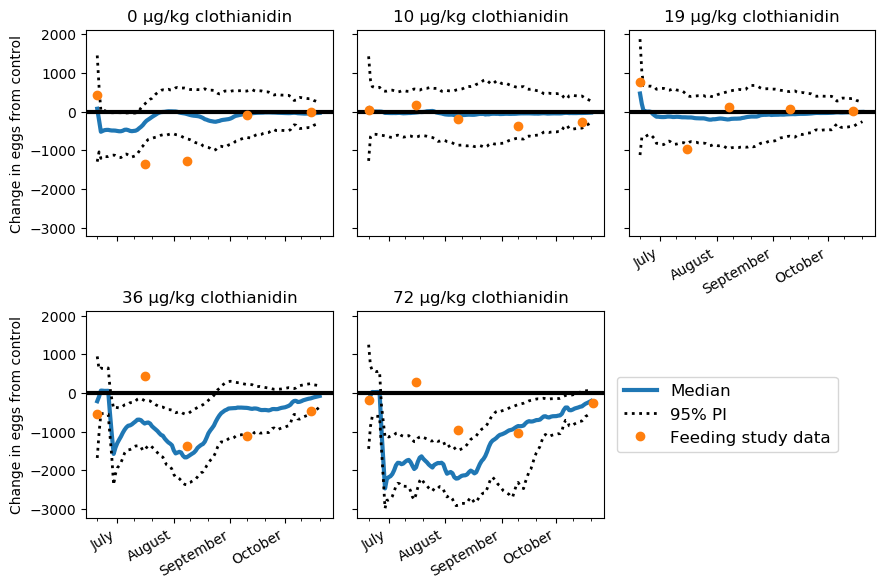 0 µg/kg clothianidin
10 µg/kg clothianidin
19 µg/kg clothianidin
Change in eggs from control
2000
1000
0
−1000
−2000
−3000
July
August
September
October
36 µg/kg clothianidin
72 µg/kg clothianidin
Change in eggs from control
2000
1000
0
−1000
−2000
−3000
July
August
September
October
July
August
September
October
Median
95% PI
Feeding study data